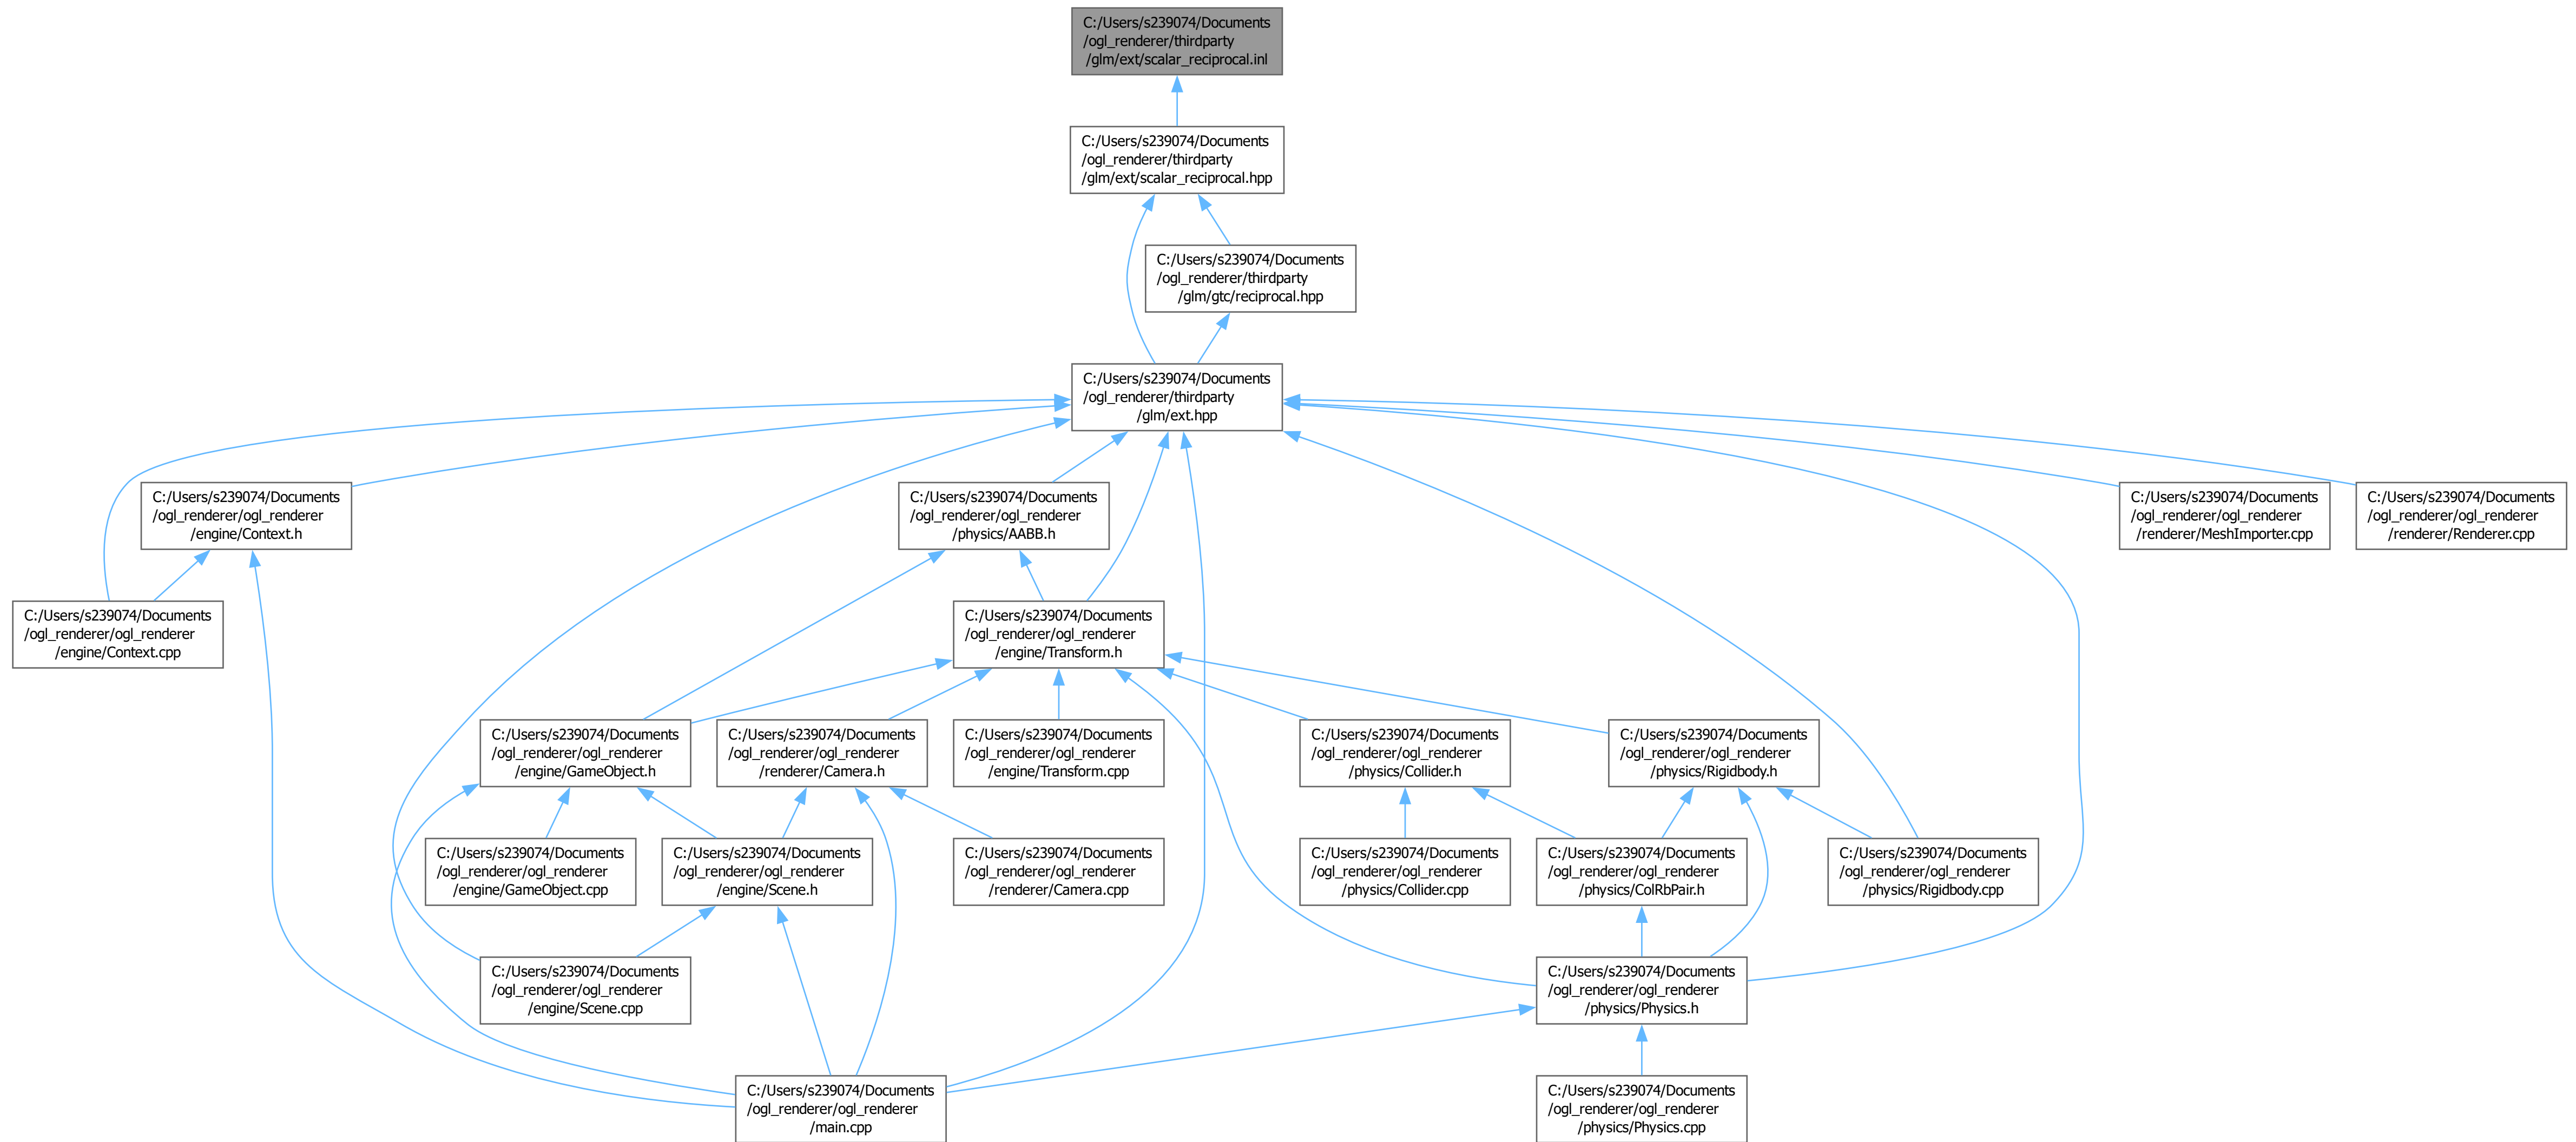 C:/Users/s239074/Documents
/ogl_renderer/thirdparty
/glm/ext/scalar_reciprocal.inl
C:/Users/s239074/Documents
/ogl_renderer/thirdparty
/glm/ext/scalar_reciprocal.hpp
C:/Users/s239074/Documents
/ogl_renderer/thirdparty
/glm/gtc/reciprocal.hpp
C:/Users/s239074/Documents
/ogl_renderer/thirdparty
/glm/ext.hpp
C:/Users/s239074/Documents
/ogl_renderer/ogl_renderer
/engine/Context.h
C:/Users/s239074/Documents
/ogl_renderer/ogl_renderer
/physics/AABB.h
C:/Users/s239074/Documents
/ogl_renderer/ogl_renderer
/renderer/MeshImporter.cpp
C:/Users/s239074/Documents
/ogl_renderer/ogl_renderer
/renderer/Renderer.cpp
C:/Users/s239074/Documents
/ogl_renderer/ogl_renderer
/engine/Context.cpp
C:/Users/s239074/Documents
/ogl_renderer/ogl_renderer
/engine/Transform.h
C:/Users/s239074/Documents
/ogl_renderer/ogl_renderer
/engine/GameObject.h
C:/Users/s239074/Documents
/ogl_renderer/ogl_renderer
/renderer/Camera.h
C:/Users/s239074/Documents
/ogl_renderer/ogl_renderer
/engine/Transform.cpp
C:/Users/s239074/Documents
/ogl_renderer/ogl_renderer
/physics/Collider.h
C:/Users/s239074/Documents
/ogl_renderer/ogl_renderer
/physics/Rigidbody.h
C:/Users/s239074/Documents
/ogl_renderer/ogl_renderer
/engine/GameObject.cpp
C:/Users/s239074/Documents
/ogl_renderer/ogl_renderer
/engine/Scene.h
C:/Users/s239074/Documents
/ogl_renderer/ogl_renderer
/renderer/Camera.cpp
C:/Users/s239074/Documents
/ogl_renderer/ogl_renderer
/physics/Collider.cpp
C:/Users/s239074/Documents
/ogl_renderer/ogl_renderer
/physics/ColRbPair.h
C:/Users/s239074/Documents
/ogl_renderer/ogl_renderer
/physics/Rigidbody.cpp
C:/Users/s239074/Documents
/ogl_renderer/ogl_renderer
/engine/Scene.cpp
C:/Users/s239074/Documents
/ogl_renderer/ogl_renderer
/physics/Physics.h
C:/Users/s239074/Documents
/ogl_renderer/ogl_renderer
/main.cpp
C:/Users/s239074/Documents
/ogl_renderer/ogl_renderer
/physics/Physics.cpp